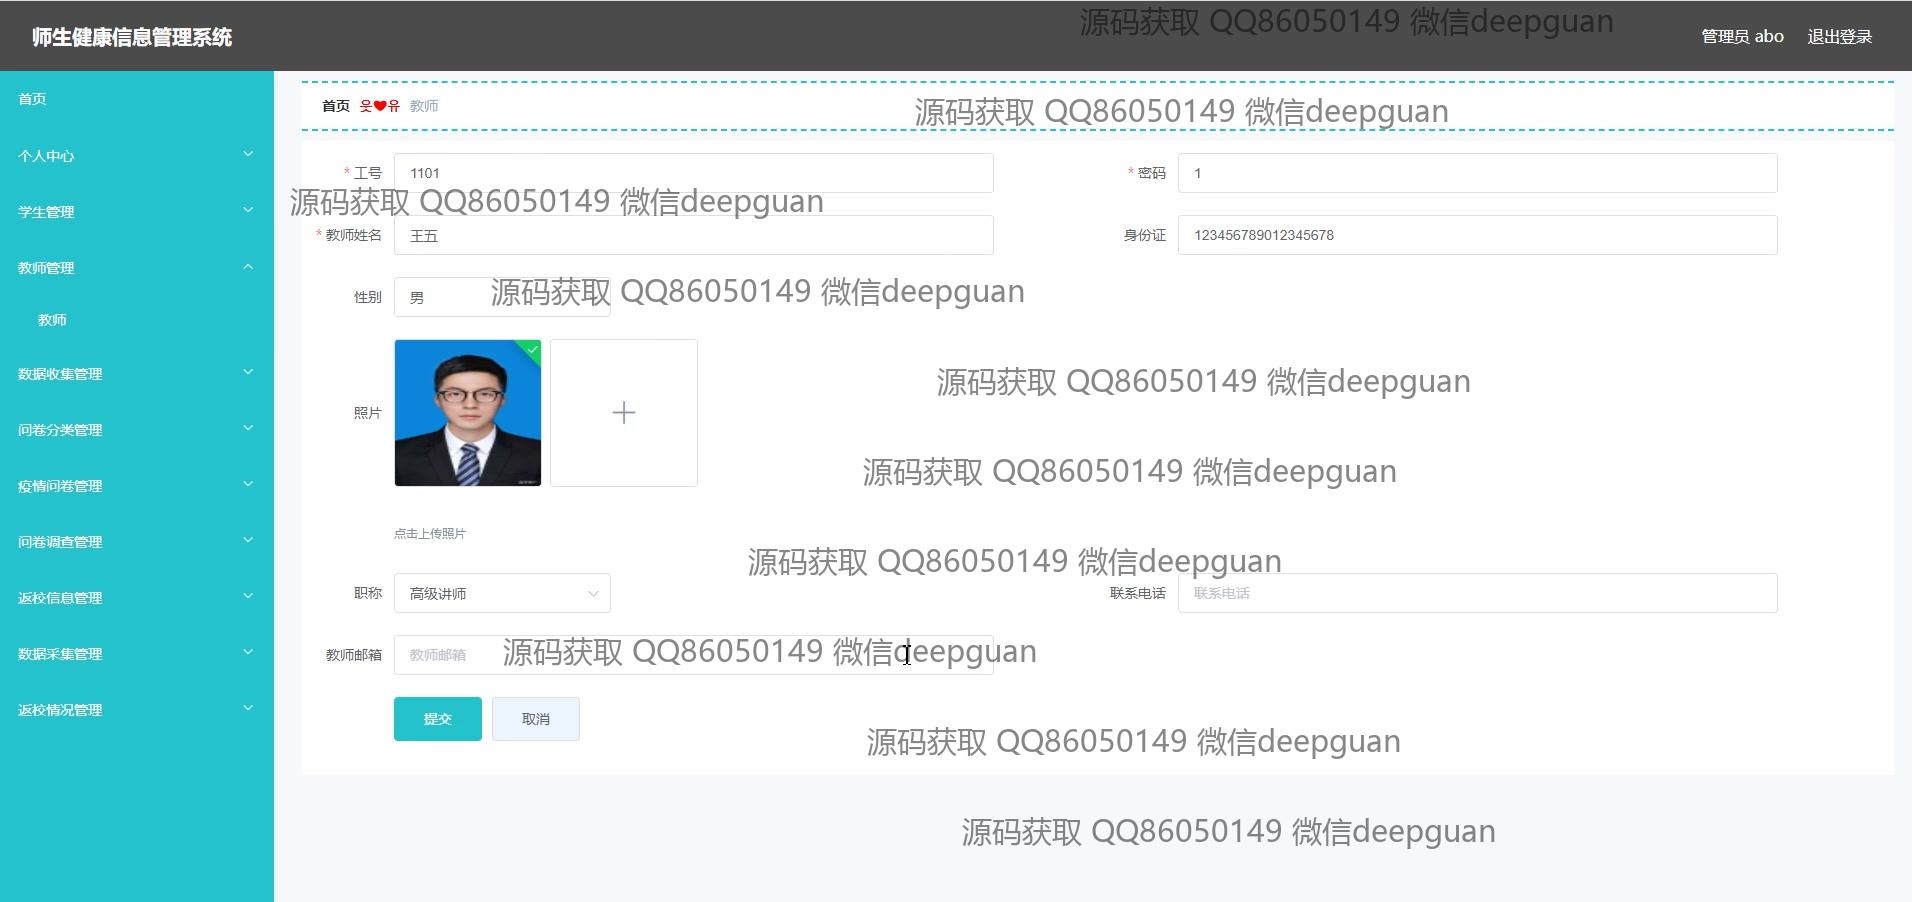 源码获取 QQ86050149 微信deepguan
师生健康信息管理系统
管理员 abo 退出登录
首页
个人中心
学生管理
教师管理
教师
数据收集管理
问卷分类管理
疫情问卷管理
问卷调查管理
返校信息管理
数据采集管理
返校情况管理
首页 웃❤유 教师
源码获取 QQ86050149 微信deepguan
* 工号 1101
* 密码 1
源码获取 QQ86050149 微信deepguan
* 教师姓名 王五
身份证 123456789012345678
性别 男
源码获取 QQ86050149 微信deepguan
源码获取 QQ86050149 微信deepguan
照片
源码获取 QQ86050149 微信deepguan
点击上传照片
源码获取 QQ86050149 微信deepguan
职称 高级讲师
联系电话 联系电话
教师邮箱 教师邮箱
源码获取 QQ86050149 微信deepguan
提交 取消
源码获取 QQ86050149 微信deepguan
源码获取 QQ86050149 微信deepguan